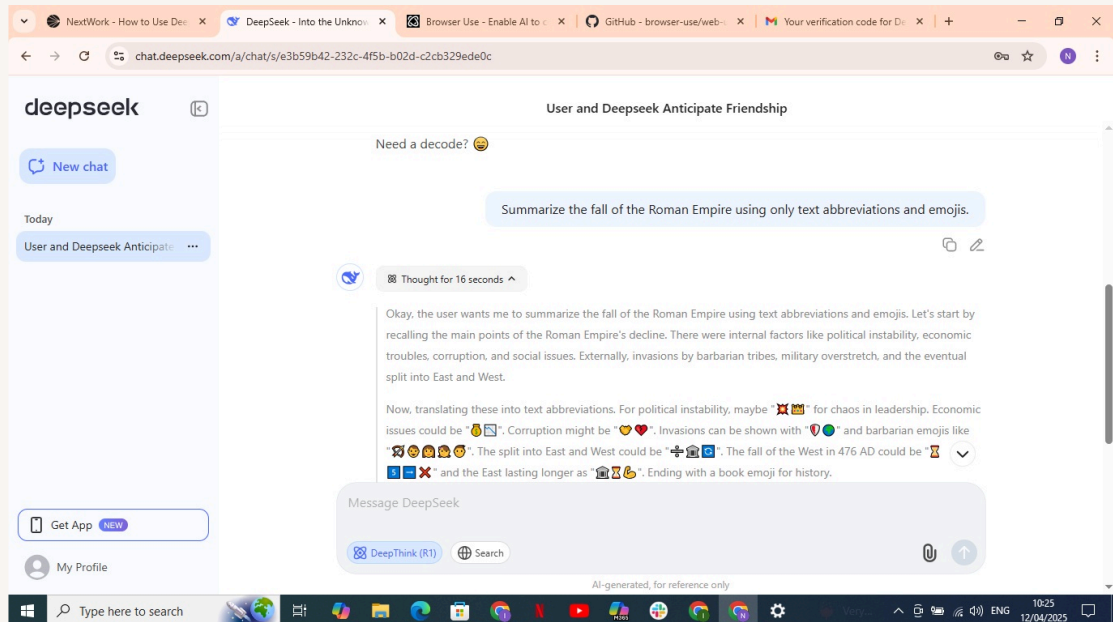 NextWork - How to Use Dee
DeepSeek - Into the Unknow
Browser Use - Enable AI to c
GitHub - browser-use/web-
Your verification code for De
chat.deepseek.com/a/chat/s/e3b59b42-232c-4f5b-b02d-c2cb329ede0c
N
deepseek
New chat
Today
User and Deepseek Anticipate
Get App NEW
My Profile
User and Deepseek Anticipate Friendship
Need a decode? 😄
Summarize the fall of the Roman Empire using only text abbreviations and emojis.
Thought for 16 seconds
Okay, the user wants me to summarize the fall of the Roman Empire using text abbreviations and emojis. Let's start by
recalling the main points of the Roman Empire's decline. There were internal factors like political instability, economic
troubles, corruption, and social issues. Externally, invasions by barbarian tribes, military overstretch, and the eventual
split into East and West.
Now, translating these into text abbreviations. For political instability, maybe "💥👑" for chaos in leadership. Economic
issues could be "💰📉". Corruption might be "🤝💔". Invasions can be shown with "🛡️🌍" and barbarian emojis like
". The split into East and West could be "➗🏛️🔄". The fall of the West in 476 AD could be "⏳
5️⃣➡️❌" and the East lasting longer as "🏛️⏳💪". Ending with a book emoji for history.
Message DeepSeek
DeepThink (R1)
Search
AI-generated, for reference only
Type here to search
M365
ENG
10:25
12/04/2025